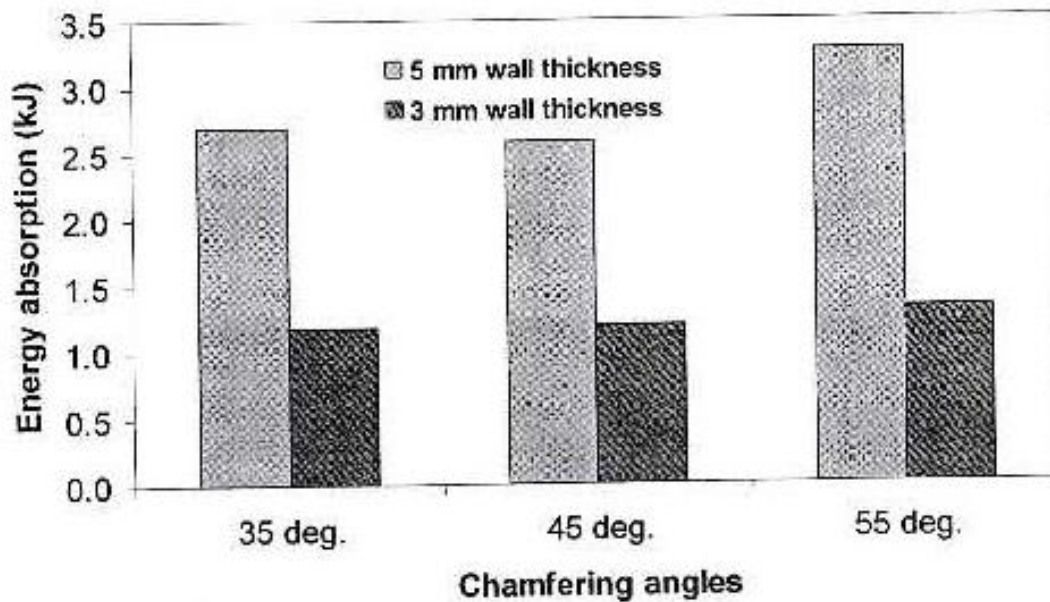 Energy absorption (kJ)
3.5
3.0
2.5
2.0
1.5
1.0
0.5
0.0
5 mm wall thickness
3 mm wall thickness
35 deg.
45 deg.
55 deg.
Chamfering angles